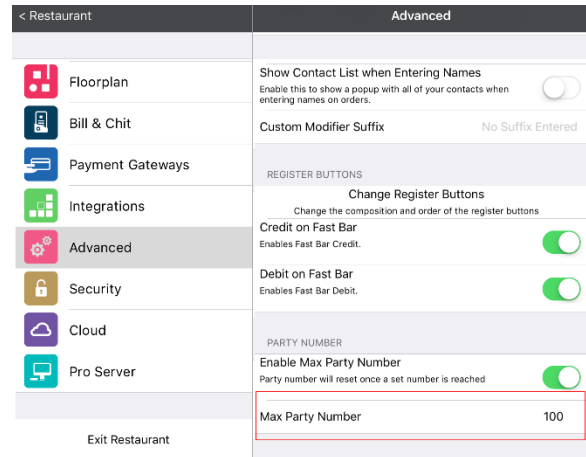 < Restaurant
Floorplan
Bill & Chit
Payment Gateways
Integrations
Advanced
Security
Cloud
Pro Server
Exit Restaurant
Advanced
Show Contact List when Entering Names
Enable this to show a popup with all of your contacts when
entering names on orders.
Custom Modifier Suffix No Suffix Entered
REGISTER BUTTONS
Change Register Buttons
Change the composition and order of the register buttons
Credit on Fast Bar
Enables Fast Bar Credit.
Debit on Fast Bar
Enables Fast Bar Debit.
PARTY NUMBER
Enable Max Party Number
Party number will reset once a set number is reached
Max Party Number 100